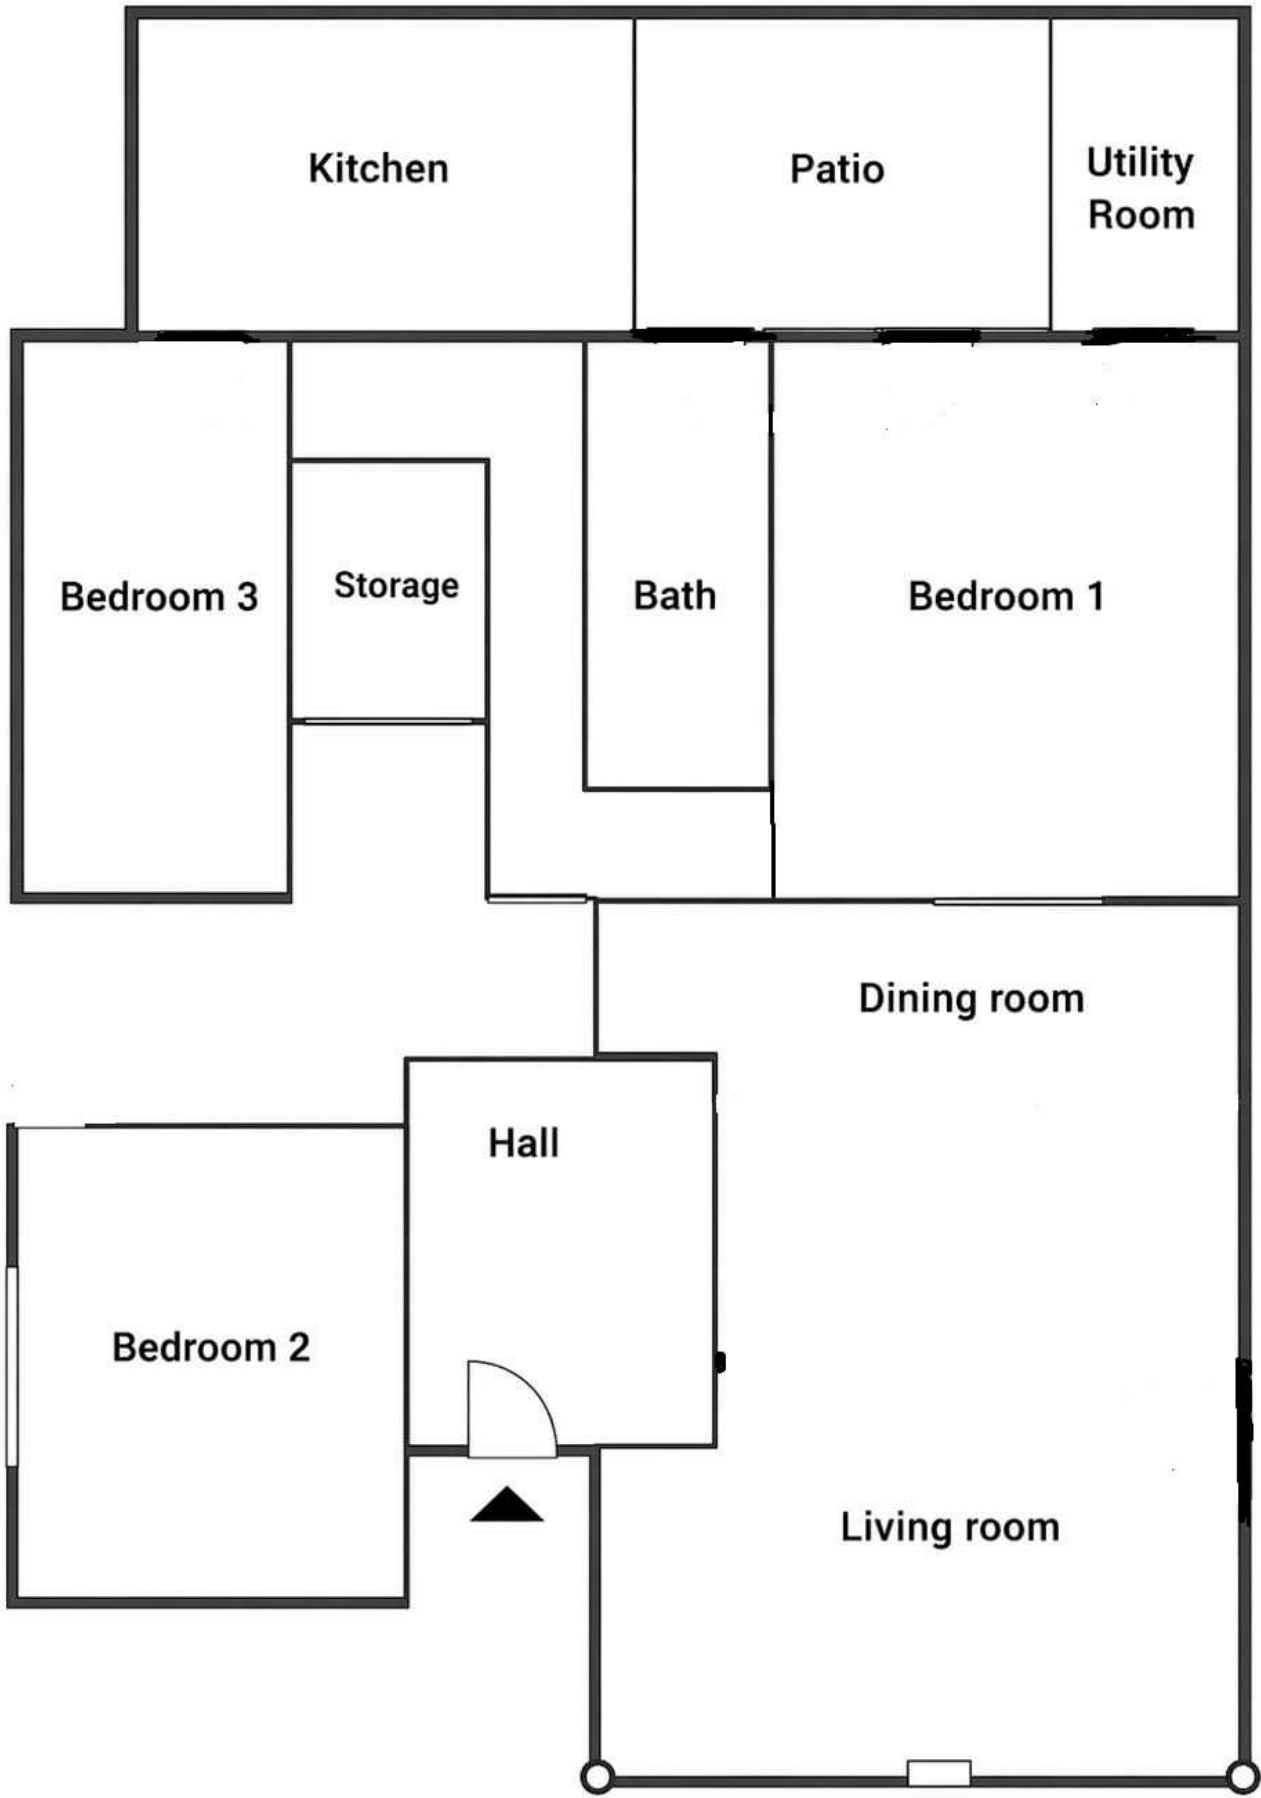 Kitchen
Patio
Utility
Room
Bedroom 3
Storage
Bath
Bedroom 1
Dining room
Hall
Bedroom 2
Living room